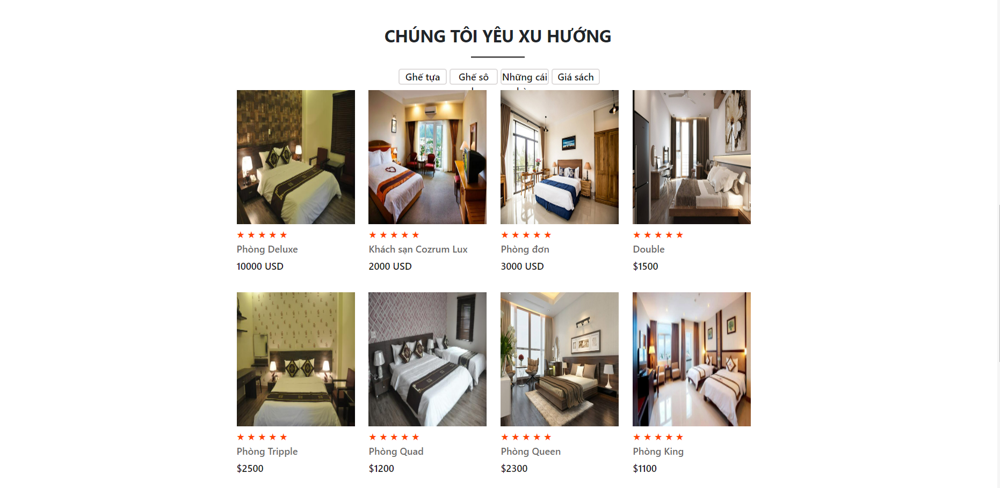 CHÚNG TÔI YÊU XU HƯỚNG
Ghế tựa Ghế sô Những cái Giá sách
Phòng Deluxe Khách sạn Cozrum Lux Phòng đơn Double
10000 USD 2000 USD 3000 USD $1500
Phòng Tripple Phòng Quad Phòng Queen Phòng King
$2500 $1200 $2300 $1100